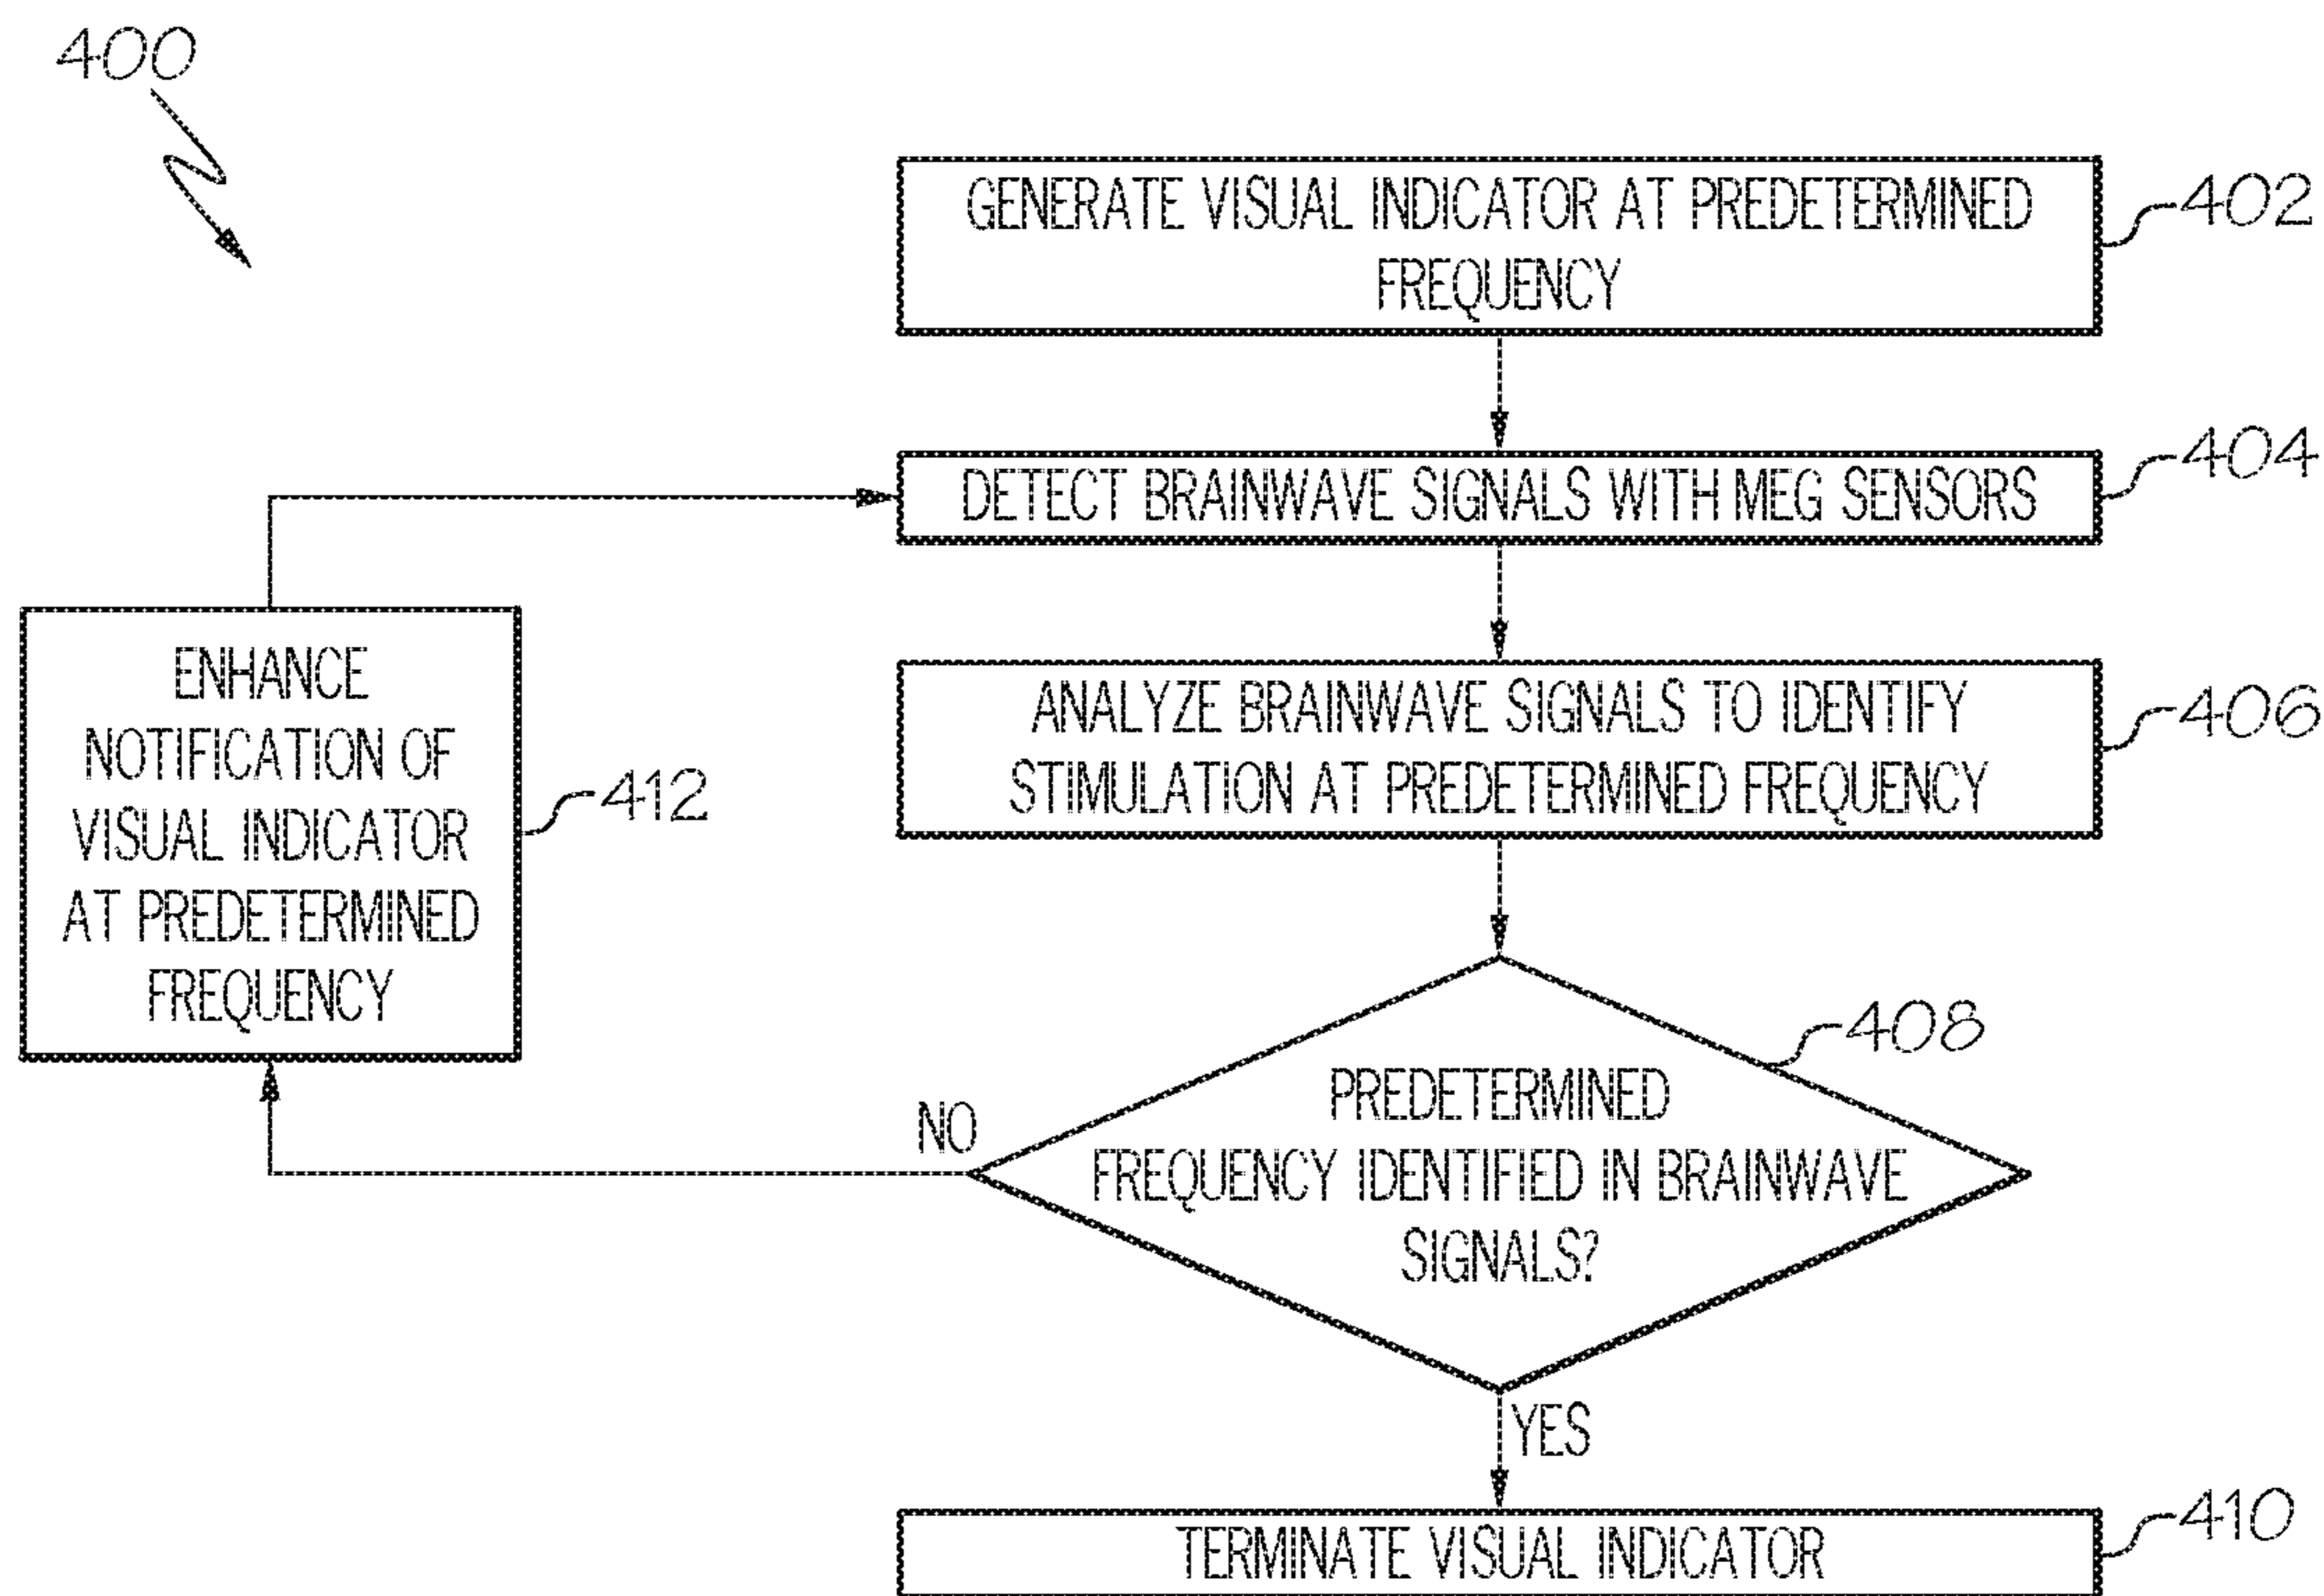 400
GENERATE VISUAL INDICATOR AT PREDETERMINED
FREQUENCY
402
DETECT BRAINWAVE SIGNALS WITH MEG SENSORS
404
ANALYZE BRAINWAVE SIGNALS TO IDENTIFY
STIMULATION AT PREDETERMINED FREQUENCY
406
ENHANCE
NOTIFICATION OF
VISUAL INDICATOR
AT PREDETERMINED
FREQUENCY
412
PREDETERMINED
FREQUENCY IDENTIFIED IN BRAINWAVE
SIGNALS?
408
NO
YES
TERMINATE VISUAL INDICATOR
410